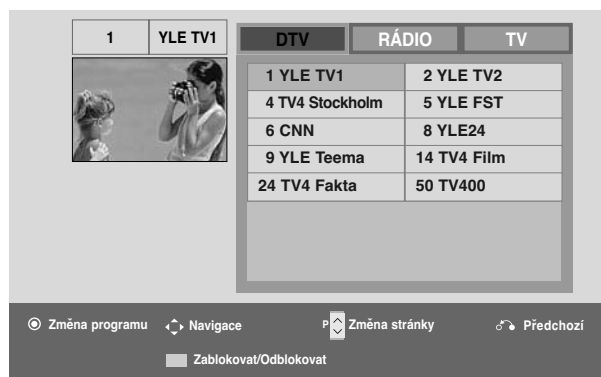 1 YLE TV1
DTV RÁDIO TV
1 YLE TV1 2 YLE TV2
4 TV4 Stockholm 5 YLE FST
6 CNN 8 YLE24
9 YLE Teema 14 TV4 Film
24 TV4 Fakta 50 TV400
Změna programu Navigace P Změna stránky Předchozí
Zablokovat/Odblokovat